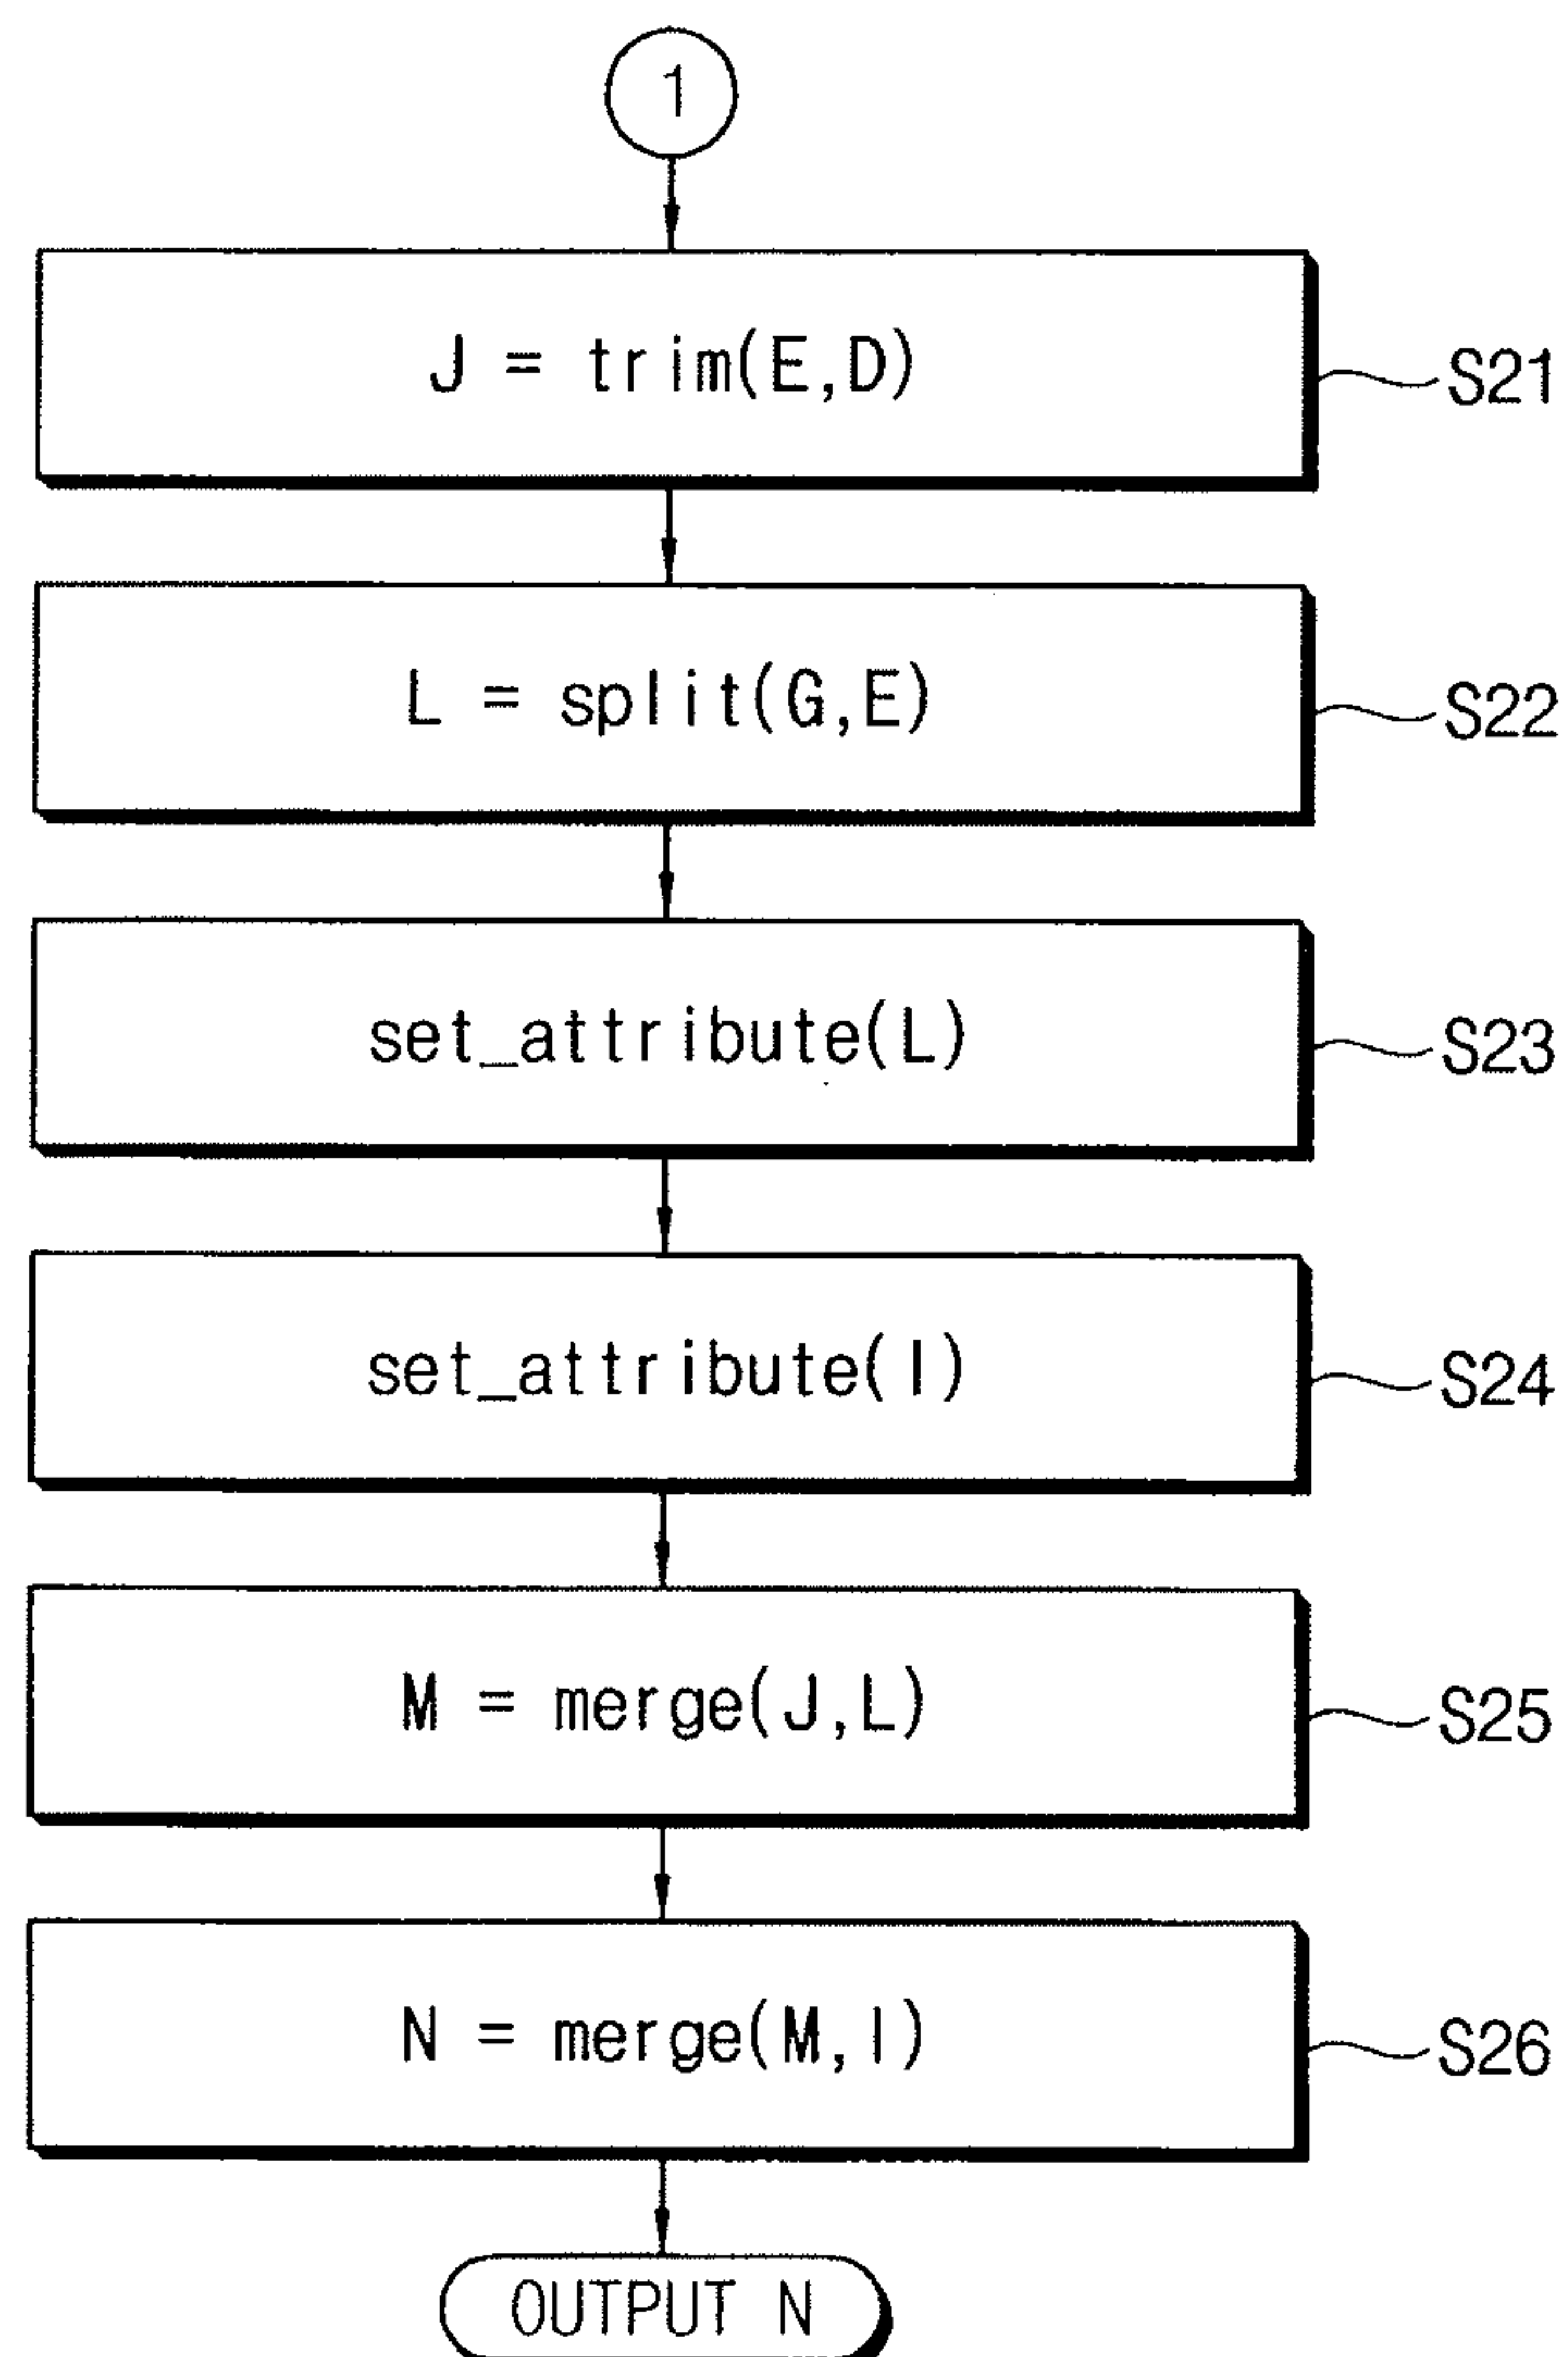 1
J = trim(E,D)
S21
L = split(G,E)
S22
set_attribute(L)
S23
set_attribute(I)
S24
M = merge(J,L)
S25
N = merge(M,I)
S26
OUTPUT N